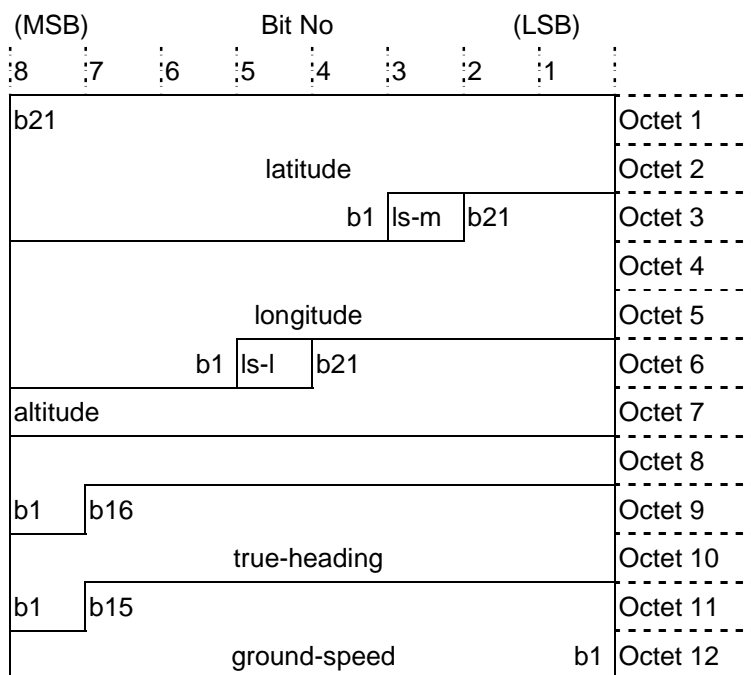 (MSB) Bit No (LSB)
8 7 6 5 4 3 2 1
b21 Octet 1
latitude Octet 2
b1 ls-m b21 Octet 3
Octet 4
longitude Octet 5
b1 ls-l b21 Octet 6
altitude Octet 7
Octet 8
b1 b16 Octet 9
true-heading Octet 10
b1 b15 Octet 11
ground-speed b1 Octet 12